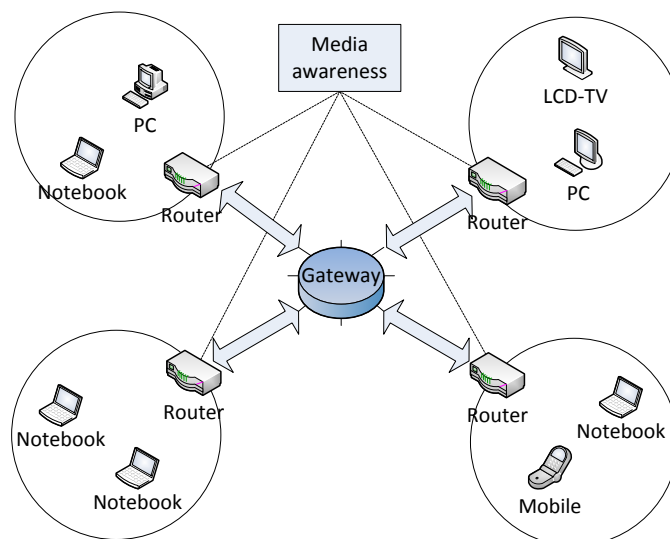 Media
awareness
PC
Notebook
Router
LCD-TV
PC
Router
Gateway
Router
Notebook
Notebook
Router
Notebook
Mobile